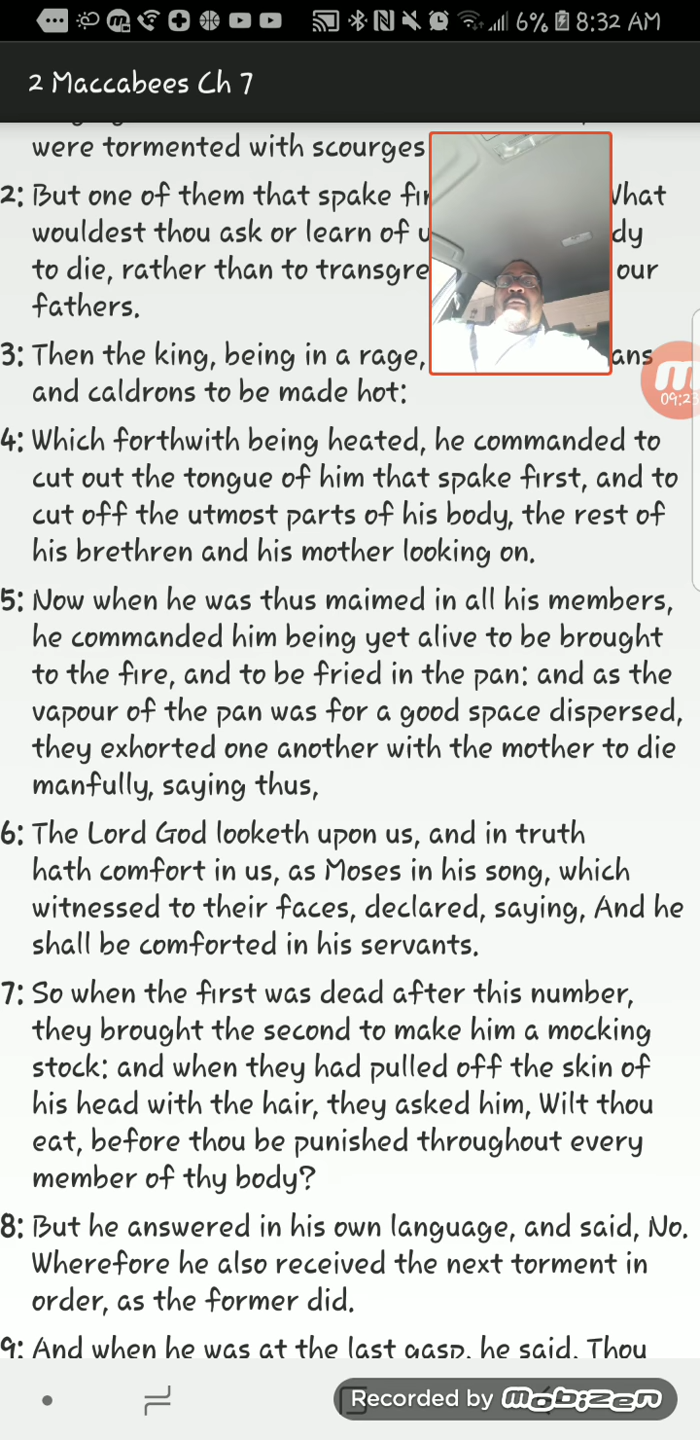 6% 8:32 AM
2 Maccabees Ch 7
were tormented with scourges
2: But one of them that spake What
wouldest thou ask or learn of
to die, rather than to our
fathers.
3: Then the king, being in a rage,
and caldrons to be made hot:
09:23
4: Which forthwith being heated, he commanded to
cut out the tongue of him that spake first, and to
cut off the utmost parts of his body, the rest of
his brethren and his mother looking on.
5: Now when he was thus maimed in all his members,
he commanded him being yet alive to be brought
to the fire, and to be fried in the pan: and as the
vapour of the pan was for a good space dispersed,
they exhorted one another with the mother to die
manfully, saying thus,
6: The Lord God looketh upon us, and in truth
hath comfort in us, as Moses in his song, which
witnessed to their faces, declared, saying, And he
shall be comforted in his servants.
7: So when the first was dead after this number,
they brought the second to make him a mocking
stock: and when they had pulled off the skin of
his head with the hair, they asked him, Wilt thou
eat, before thou be punished throughout every
member of thy body?
8: But he answered in his own language, and said, No.
Wherefore he also received the next torment in
order, as the former did.
9: And when he was at the last gasp, he said, Thou
Recorded by mobizen